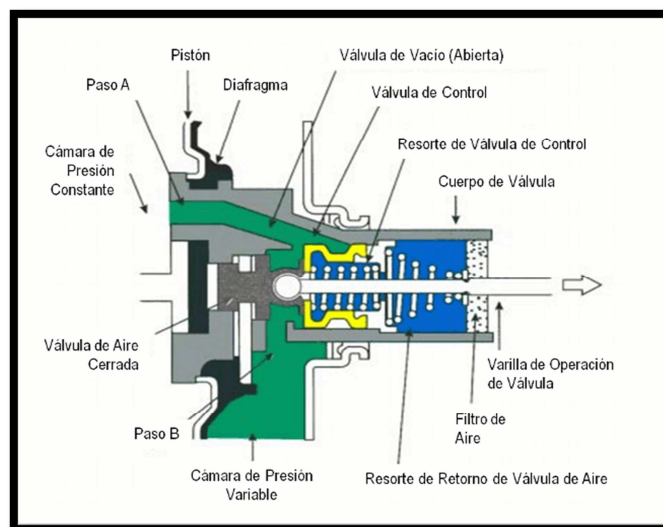 Pistón
Válvula de Vacío (Abierta)
Paso A
Diafragma
Válvula de Control
Resorte de Válvula de Control
Cámara de
Presión
Constante
Cuerpo de Válvula
Válvula de Aire
Cerrada
Varilla de Operación
de Válvula
Filtro de
Aire
Paso B
Cámara de Presión
Variable
Resorte de Retorno de Válvula de Aire